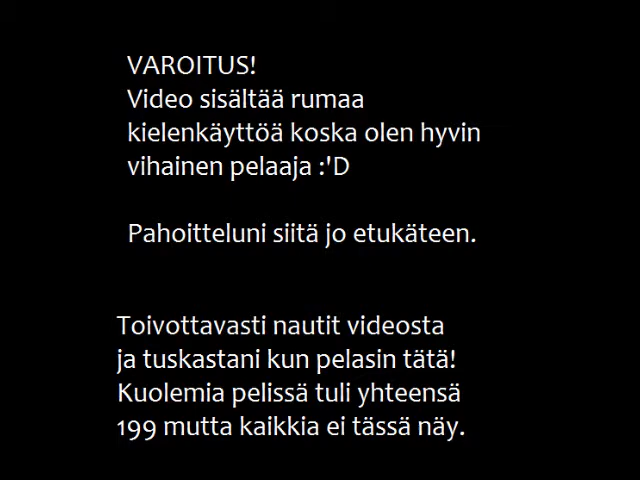 VAROITUS!
Video sisältää rumaa
kielenkäyttöä koska olen hyvin
vihainen pelaaja :'D
Pahoitteluni siitä jo etukäteen.
Toivottavasti nautit videosta
ja tuskastani kun pelasin tätä!
Kuolemia pelissä tuli yhteensä
199 mutta kaikkia ei tässä näy.